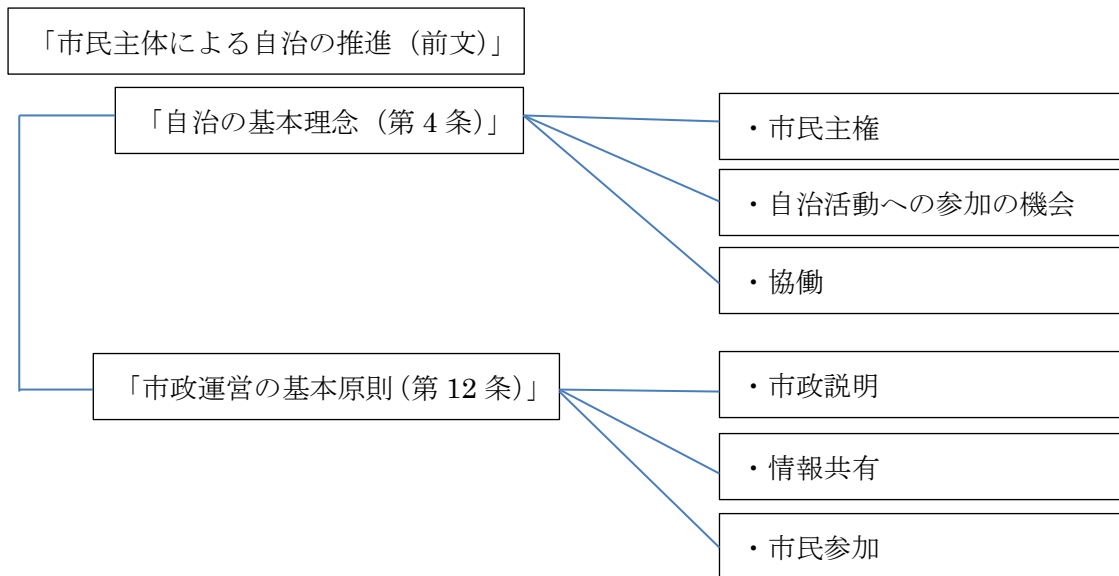 「市民主体による自治の推進（前文）」
「自治の基本理念（第4条）」
・市民主権
・自治活動への参加の機会
・協働
「市政運営の基本原則（第12条）」
・市政説明
・情報共有
・市民参加